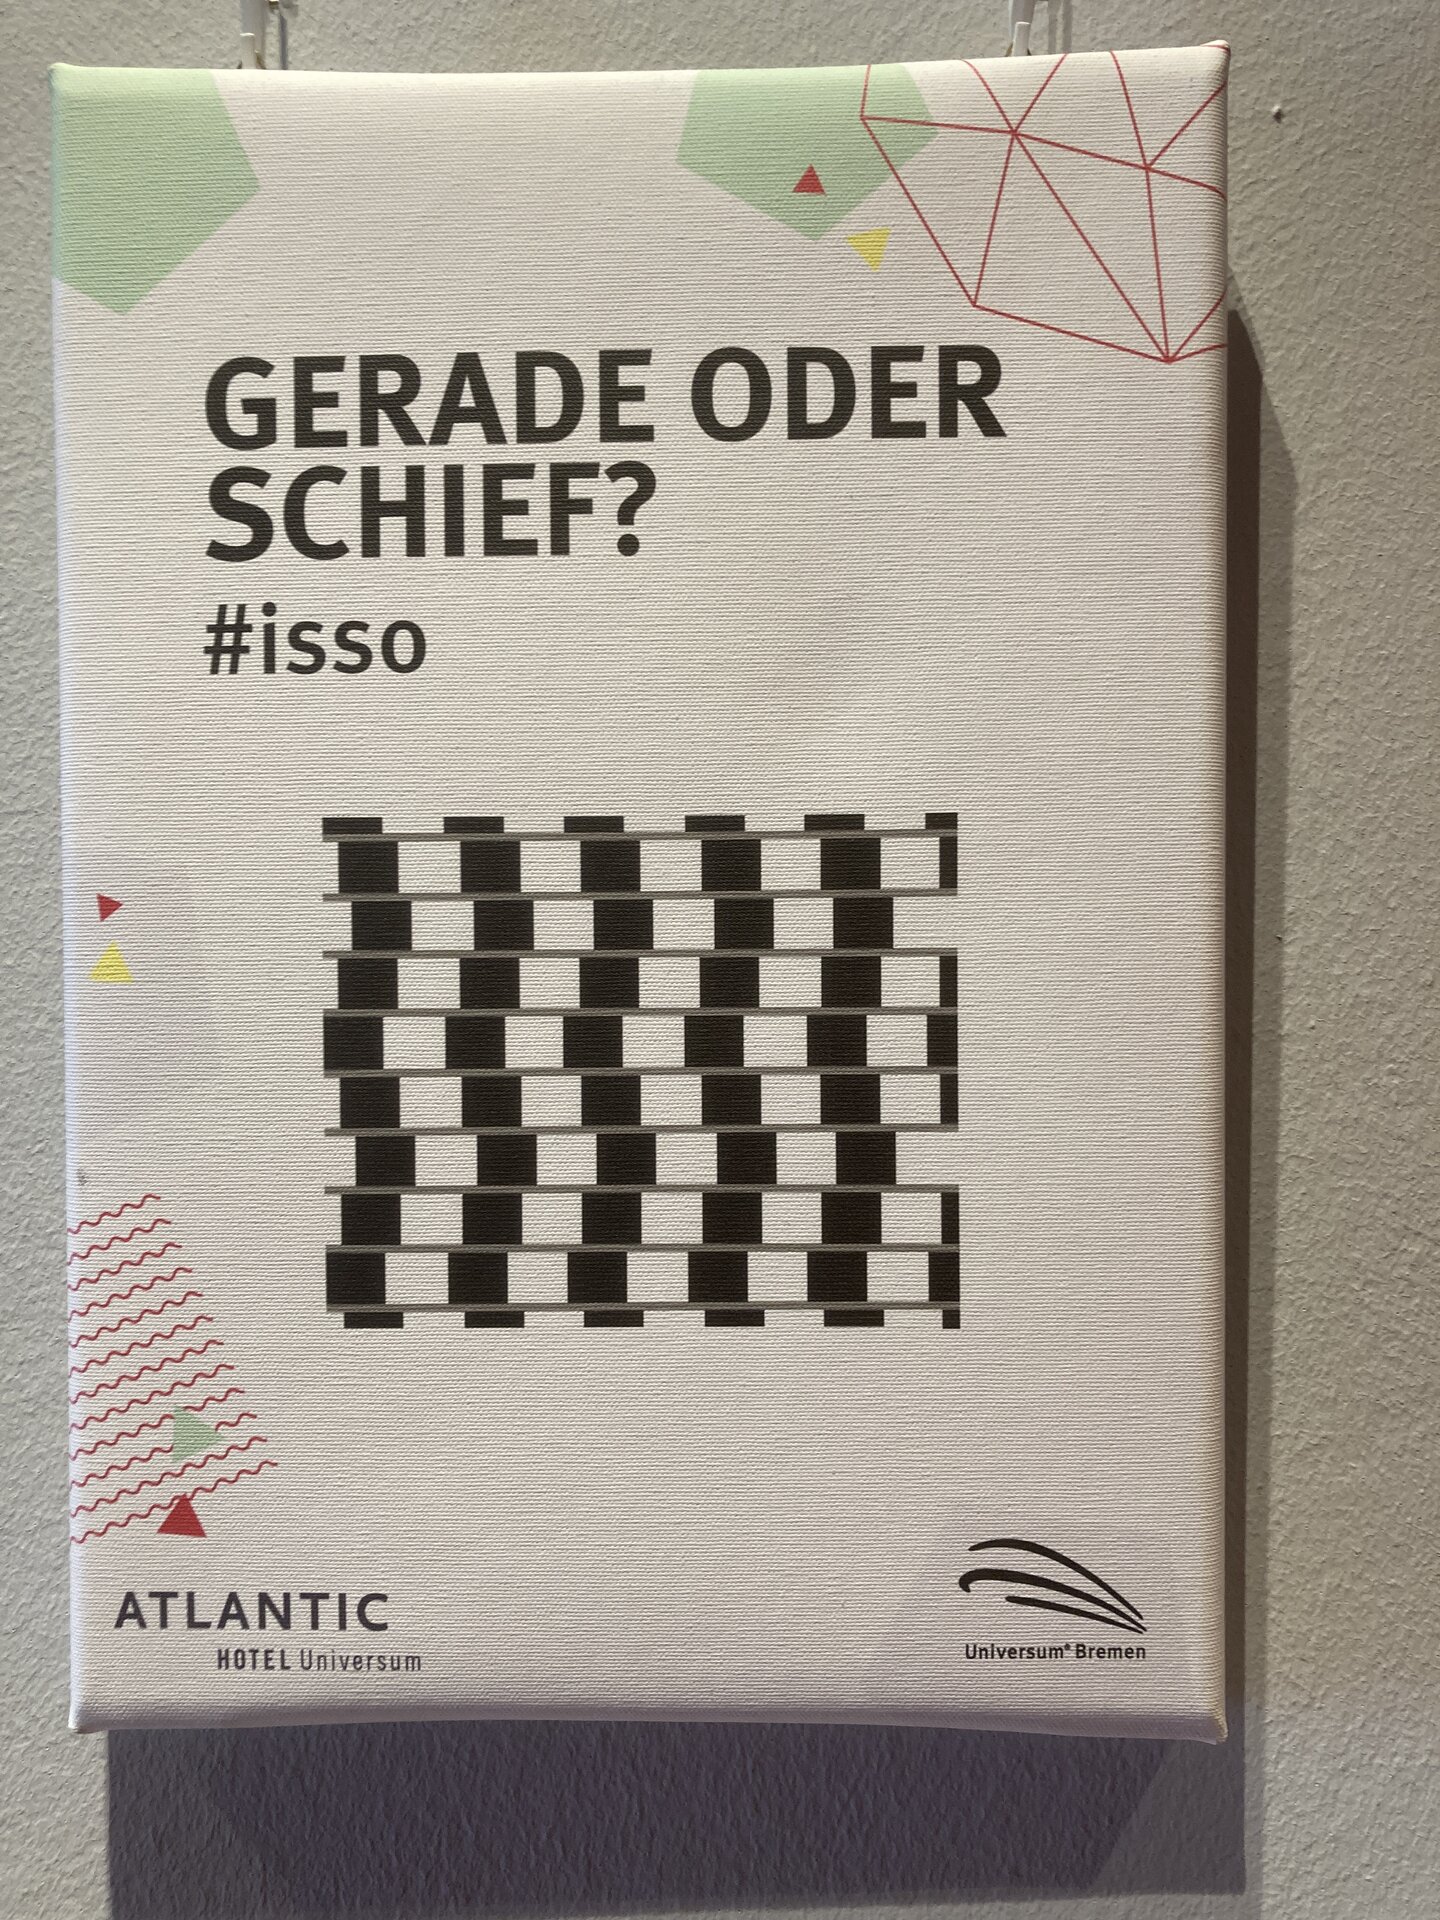 GERADE ODER
SCHIEF?
#isso
ATLANTIC
HOTEL Universum
Universum® Bremen